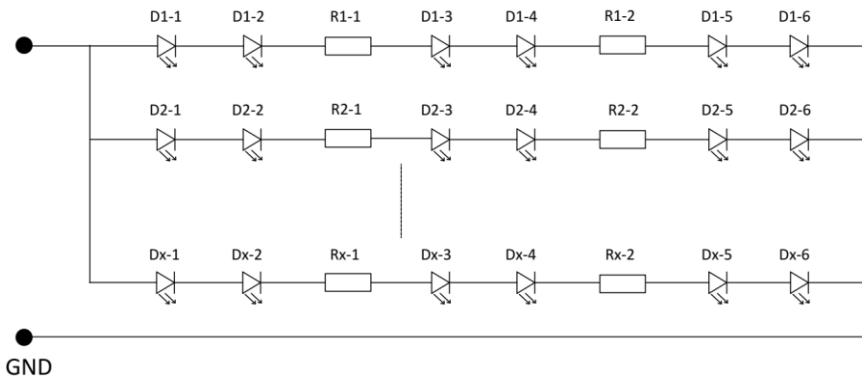 D1-1 D1-2 R1-1 D1-3 D1-4 R1-2 D1-5 D1-6
D2-1 D2-2 R2-1 D2-3 D2-4 R2-2 D2-5 D2-6
Dx-1 Dx-2 Rx-1 Dx-3 Dx-4 Rx-2 Dx-5 Dx-6
GND